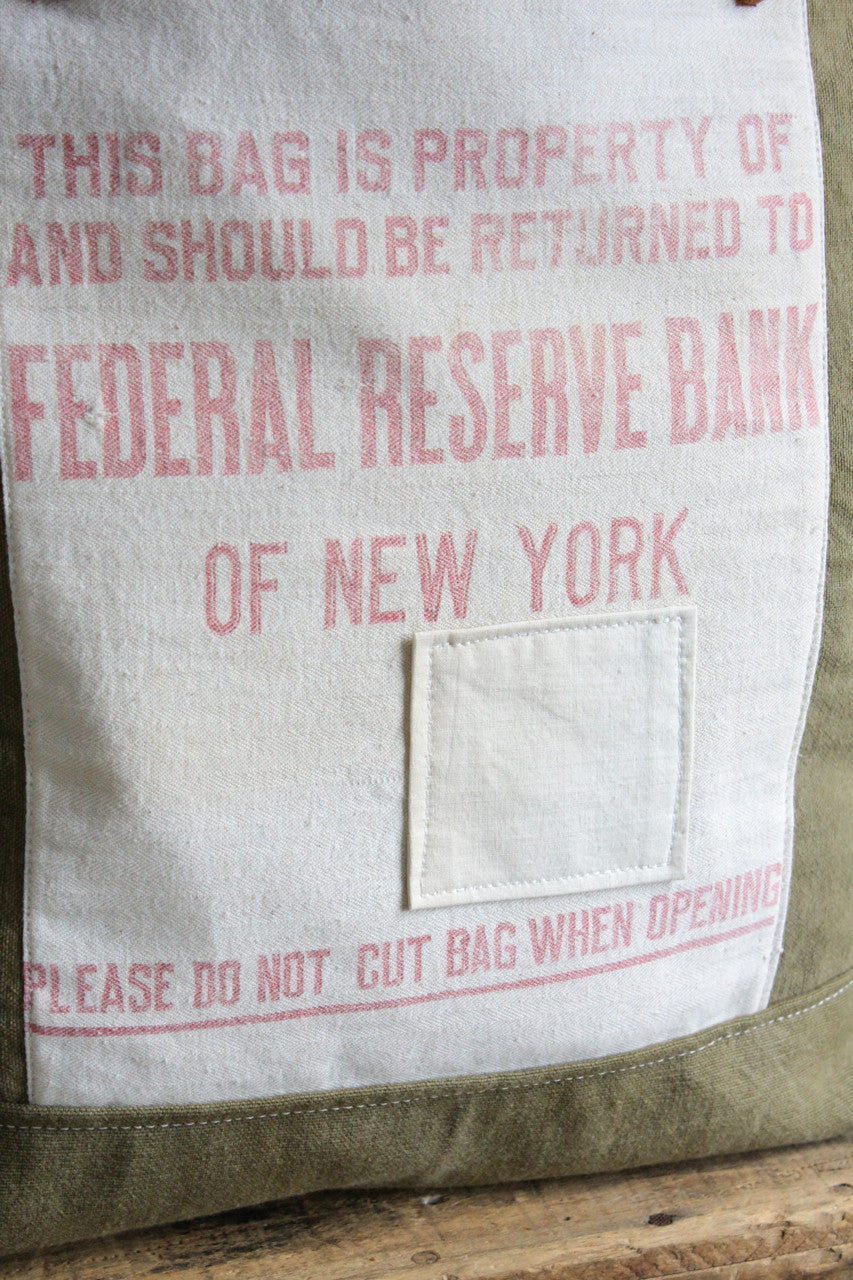 THIS BAG IS PROPERTY OF
AND SHOULD BE RETURNED TO
FEDERAL RESERVE BANK
OF NEW YORK
PLEASE DO NOT CUT BAG WHEN OPENING